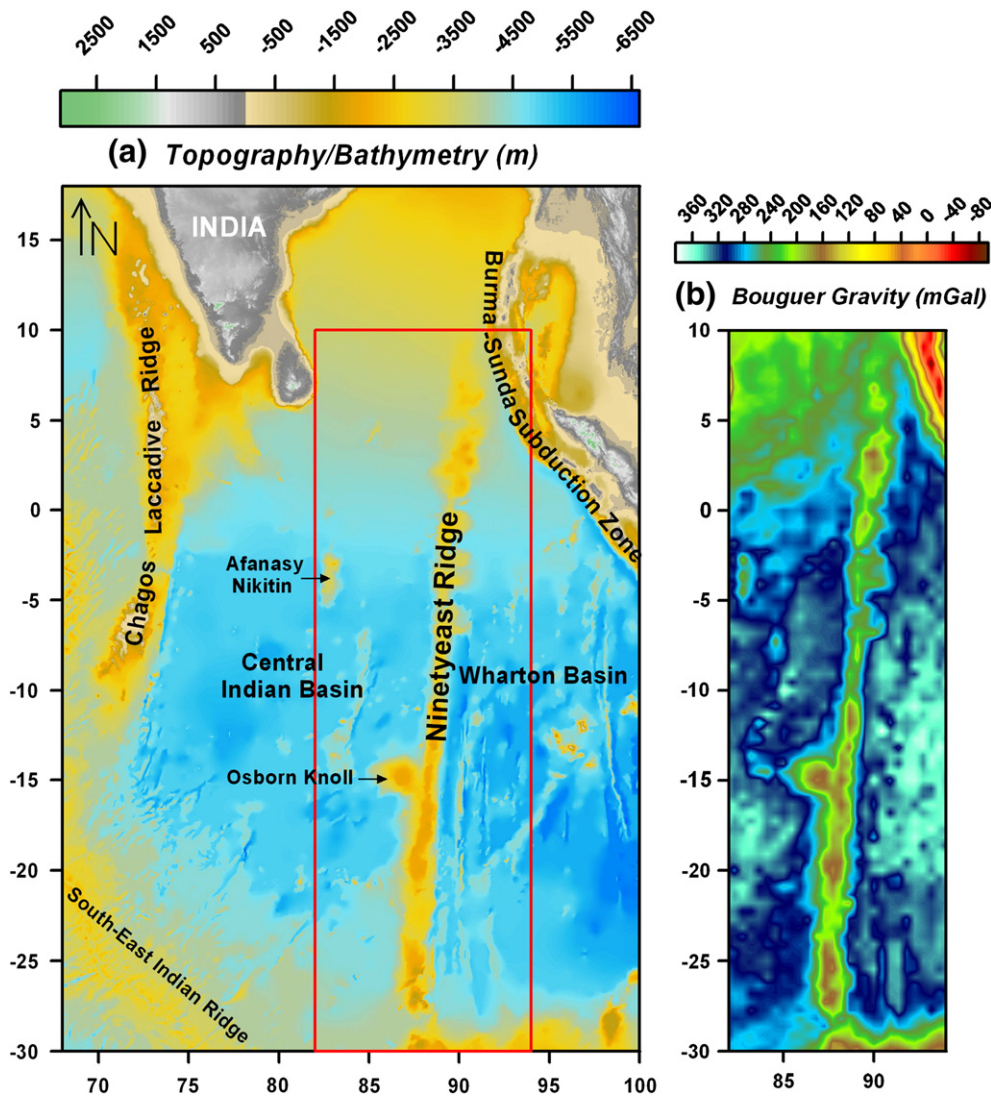 2500 1500 500 -500 -1500 -2500 -3500 -4500 -5500 -6500
(a) Topography/Bathymetry (m)
N
INDIA
Burma-Sunda Subduction Zone
Chagos Laccadive Ridge
Afanasy
Nikitin
Ninetyeast Ridge
Central
Indian Basin
Wharton Basin
Osborn Knoll
South-East Indian Ridge
15
10
5
0
-5
-10
-15
-20
-25
-30
70 75 80 85 90 95 100
360 320 280 240 200 160 120 80 40 0 -40 -80
(b) Bouguer Gravity (mGal)
10
5
0
-5
-10
-15
-20
-25
-30
85 90